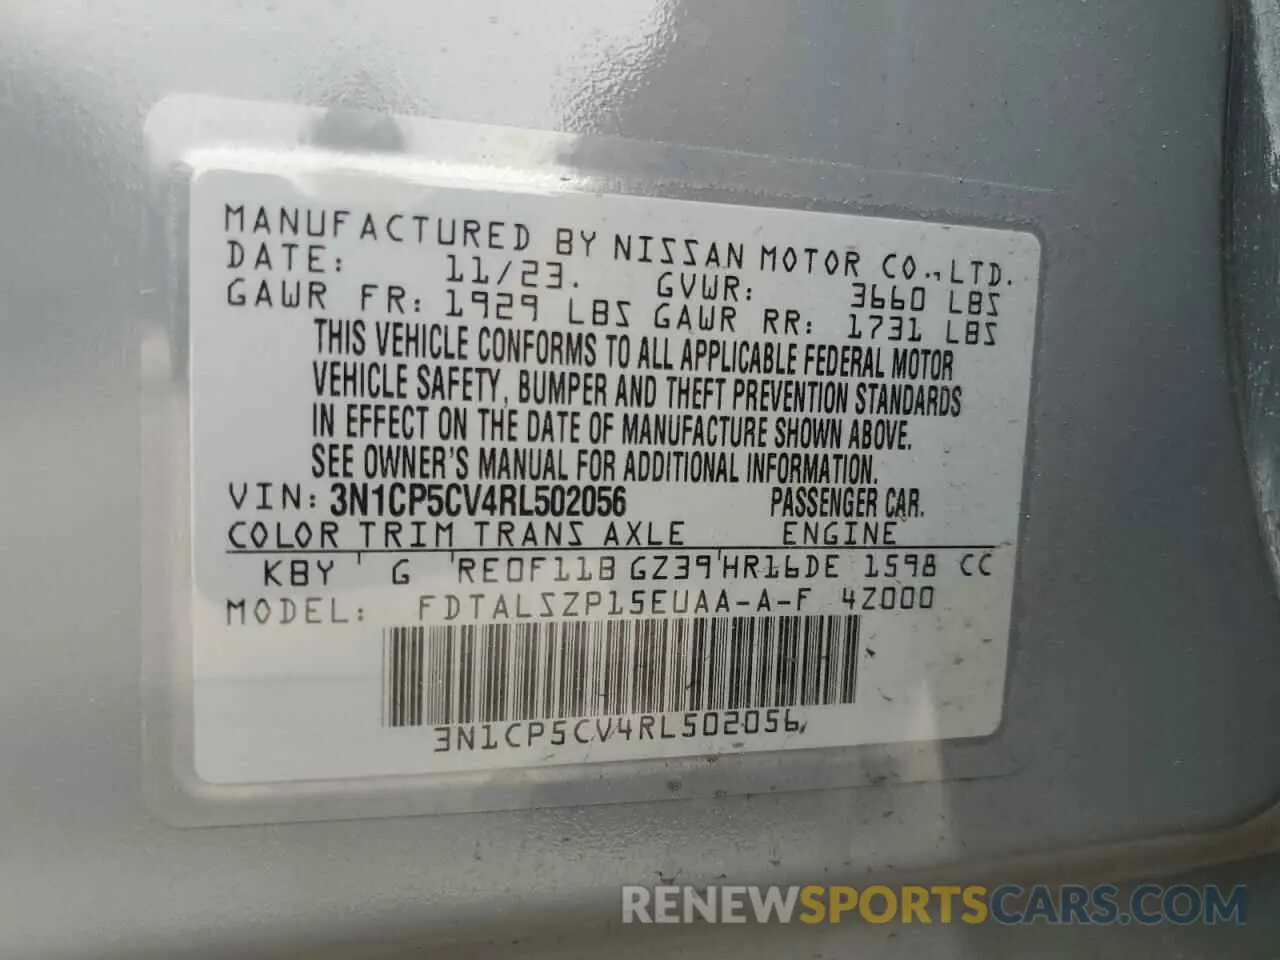 MANUFACTURED BY NISSAN MOTOR CO., LTD.
DATE: 11/23. GVWR: 3660 LBS
GAWR FR: 1929 LBS GAWR RR: 1731 LBS
THIS VEHICLE CONFORMS TO ALL APPLICABLE FEDERAL MOTOR
VEHICLE SAFETY, BUMPER AND THEFT PREVENTION STANDARDS
IN EFFECT ON THE DATE OF MANUFACTURE SHOWN ABOVE.
SEE OWNER'S MANUAL FOR ADDITIONAL INFORMATION.
VIN: 3N1CP5CV4RL502056 PASSENGER CAR.
COLOR TRIM TRANS AXLE ENGINE
KBY G RE0F11B GZ39 HR16DE 1598 CC
MODEL: FDTALSZP15EUAA-A-F 4Z000
3N1CP5CV4RL502056
RENEWSPORTSCARS.COM